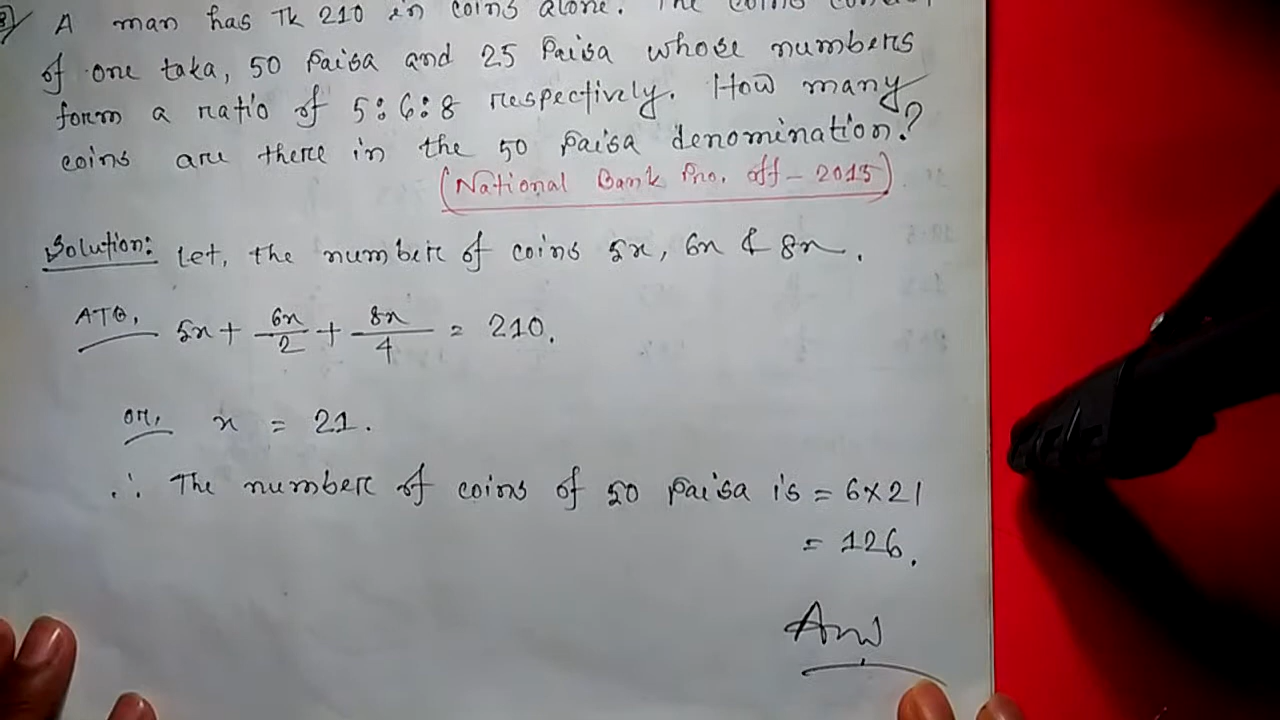 A man has Tk 210 in coins alone. The coins
of one taka, 50 Paisa and 25 Paisa whose numbers
form a ratio of 5:6:8 respectively. How many
coins are there in the 50 Paisa denomination?
(National Bank Pro. off - 2015)
Solution: Let, the number of coins 5x, 6x & 8x.
ATQ, 5x + 6x/2 + 8x/4 = 210.
or, x = 21.
∴ The number of coins of 50 Paisa is = 6×21
= 126.
Ans